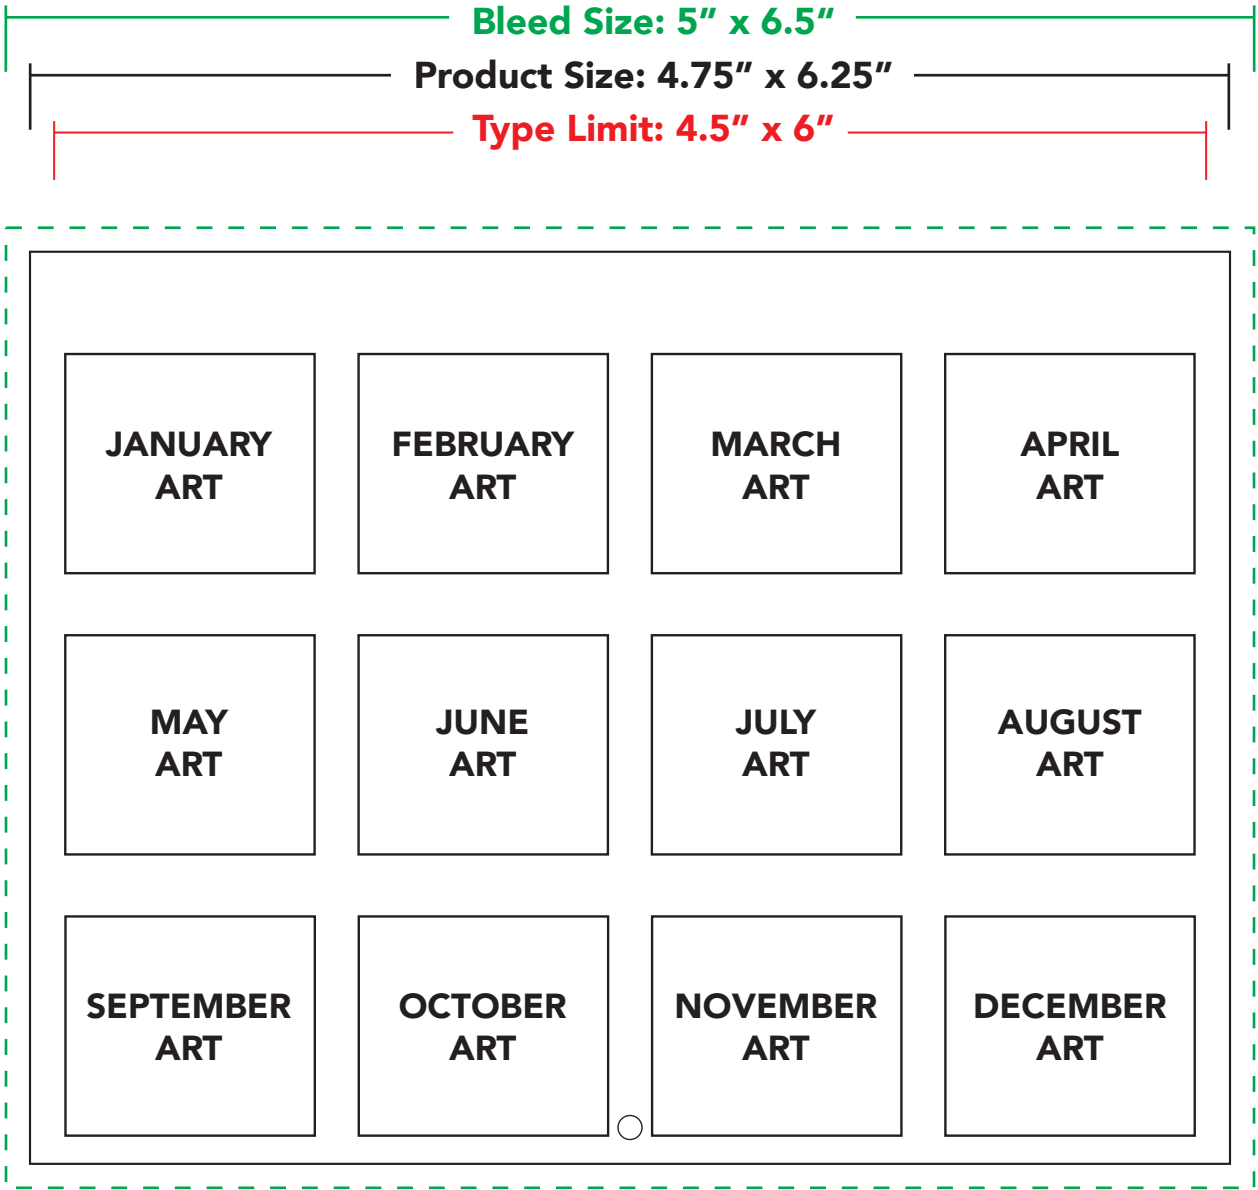 Bleed Size: 5” x 6.5“
Product Size: 4.75” x 6.25”
Type Limit: 4.5” x 6”
JANUARY
ART
FEBRUARY
ART
MARCH
ART
APRIL
ART
MAY
ART
JUNE
ART
JULY
ART
AUGUST
ART
SEPTEMBER
ART
OCTOBER
ART
NOVEMBER
ART
DECEMBER
ART